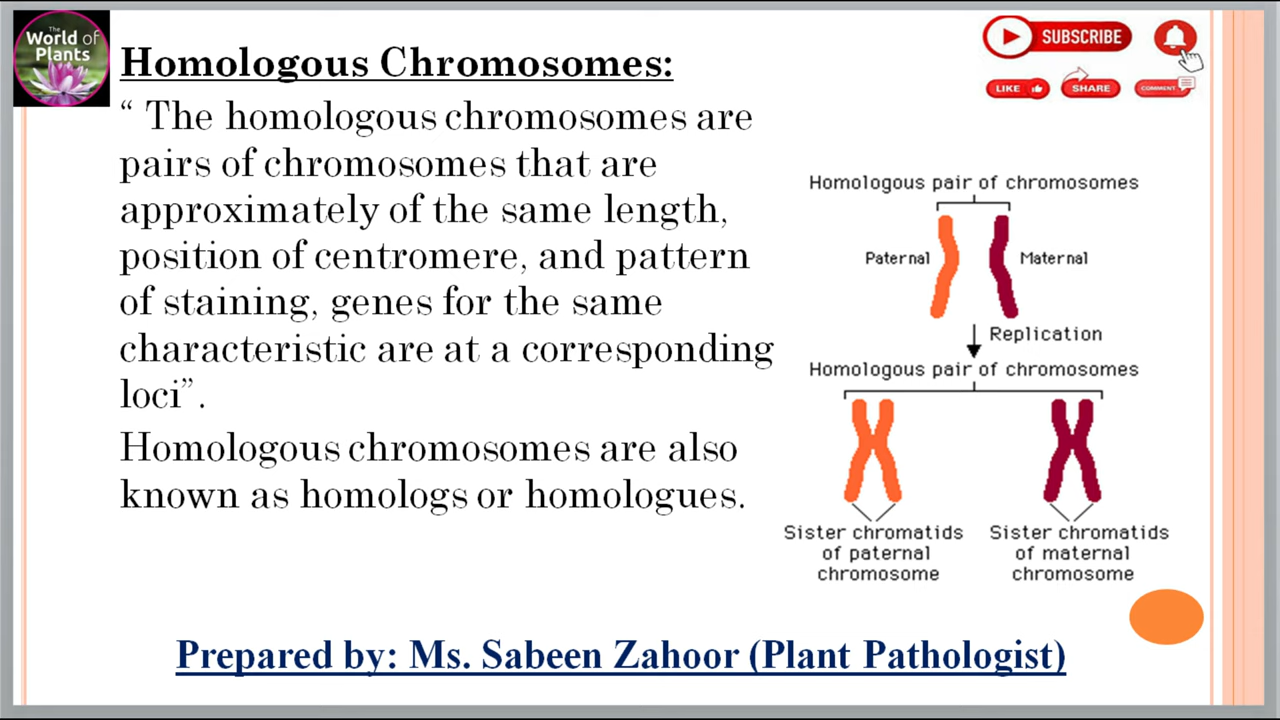 The
World of
Plants
Homologous Chromosomes:
“ The homologous chromosomes are
pairs of chromosomes that are
approximately of the same length,
position of centromere, and pattern
of staining, genes for the same
characteristic are at a corresponding
loci”.
Homologous chromosomes are also
known as homologs or homologues.
SUBSCRIBE
LIKE
SHARE
COMMENT
Homologous pair of chromosomes
Paternal
Maternal
Replication
Homologous pair of chromosomes
Sister chromatids
of paternal
chromosome
Sister chromatids
of maternal
chromosome
Prepared by: Ms. Sabeen Zahoor (Plant Pathologist)